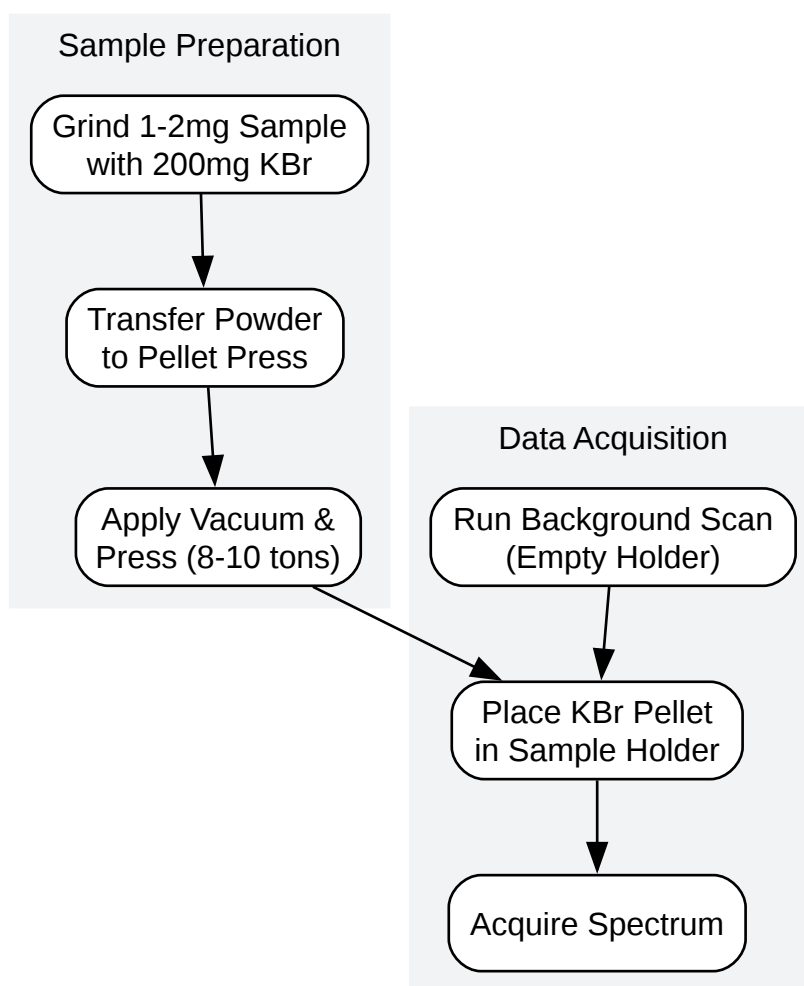 Sample Preparation
Grind 1-2mg Sample
with 200mg KBr
Transfer Powder
to Pellet Press
Apply Vacuum &
Press (8-10 tons)
Data Acquisition
Run Background Scan
(Empty Holder)
Place KBr Pellet
in Sample Holder
Acquire Spectrum